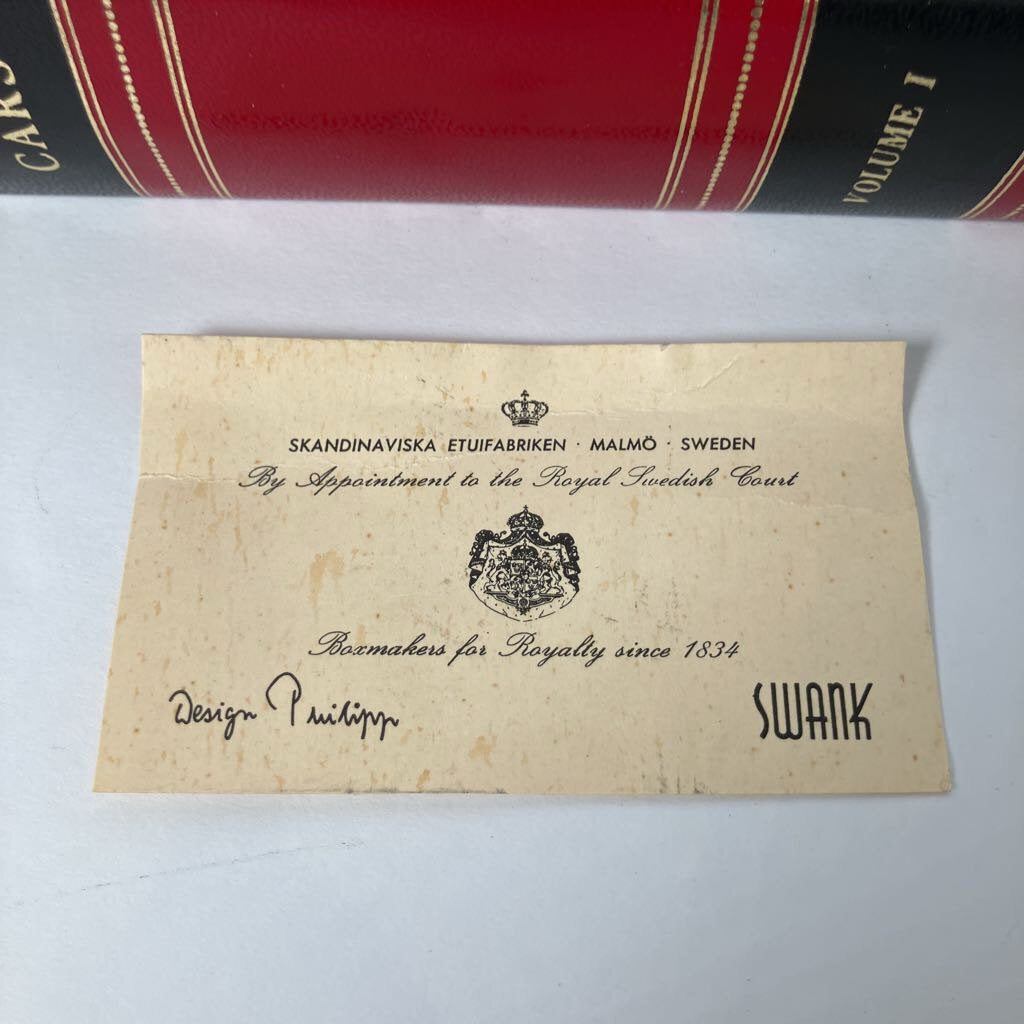 CARS
VOLUME I
SKANDINAVISKA ETUIFABRIKEN · MALMÖ · SWEDEN
By Appointment to the Royal Swedish Court
Boxmakers for Royalty since 1834
Design Philipp
SWANK